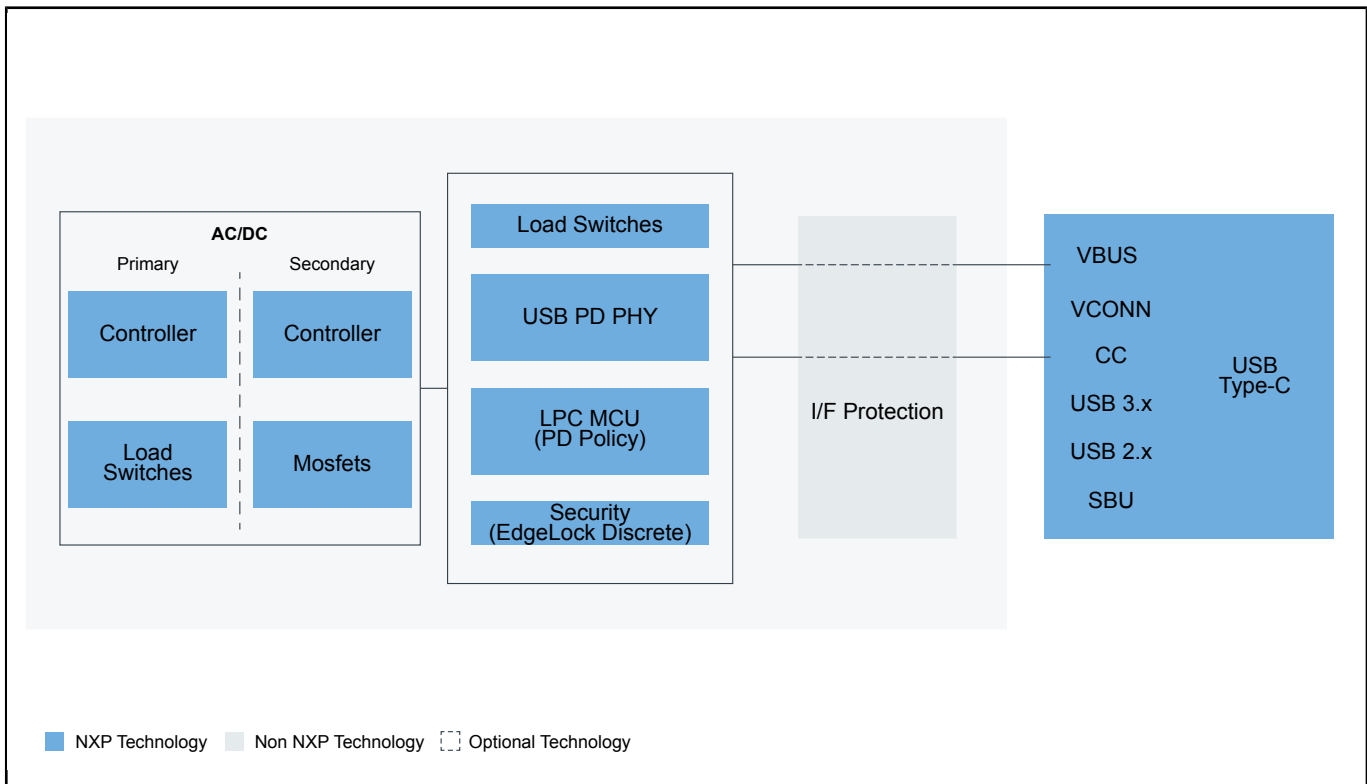 AC/DC
Primary
Secondary
Controller
Controller
Load
Switches
Mosfets
Load Switches
USB PD PHY
LPC MCU
(PD Policy)
Security
(EdgeLock Discrete)
I/F Protection
VBUS
VCONN
CC
USB 3.x
USB 2.x
SBU
USB
Type-C
NXP Technology
Non NXP Technology
Optional Technology